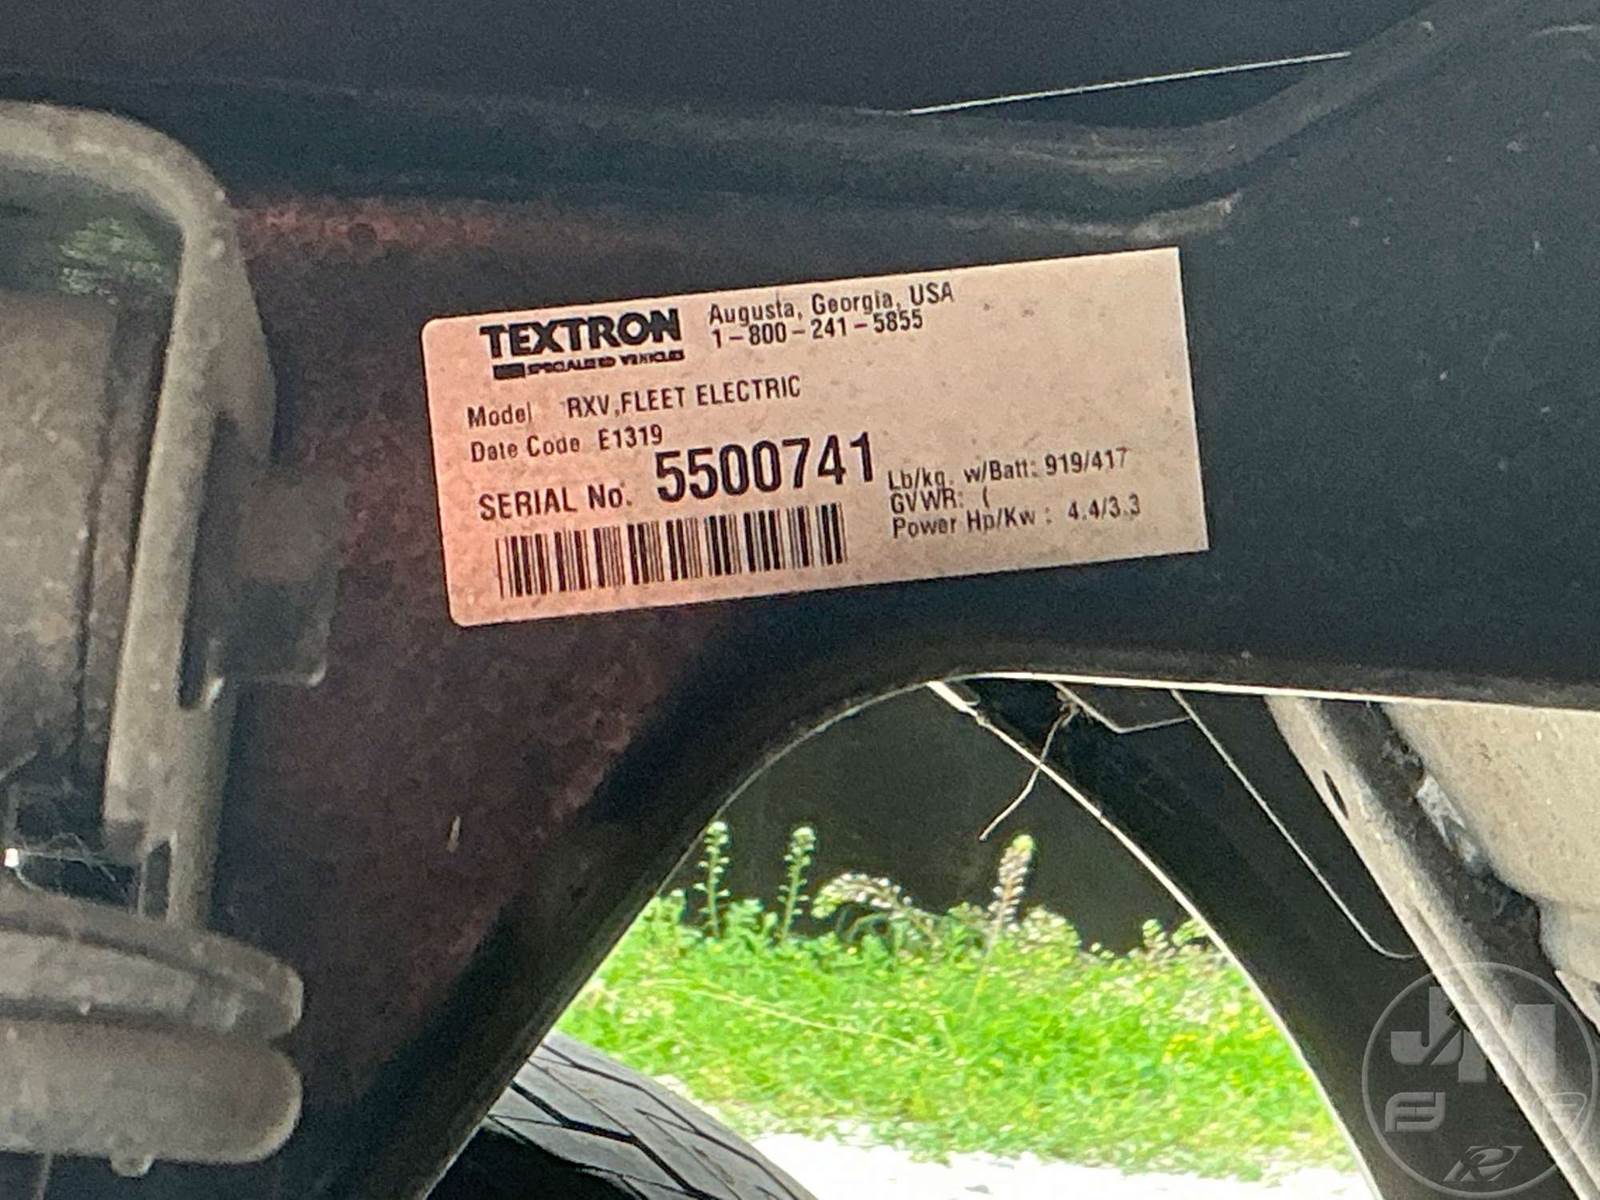 TEXTRON
SPECIALIZED VEHICLES
Augusta, Georgia, USA
1-800-241-5855
Model RXV,FLEET ELECTRIC
Date Code E1319
SERIAL No. 5500741
Lb/kg. w/Batt: 919/417
GVWR: (
Power Hp/Kw : 4.4/3.3
JM